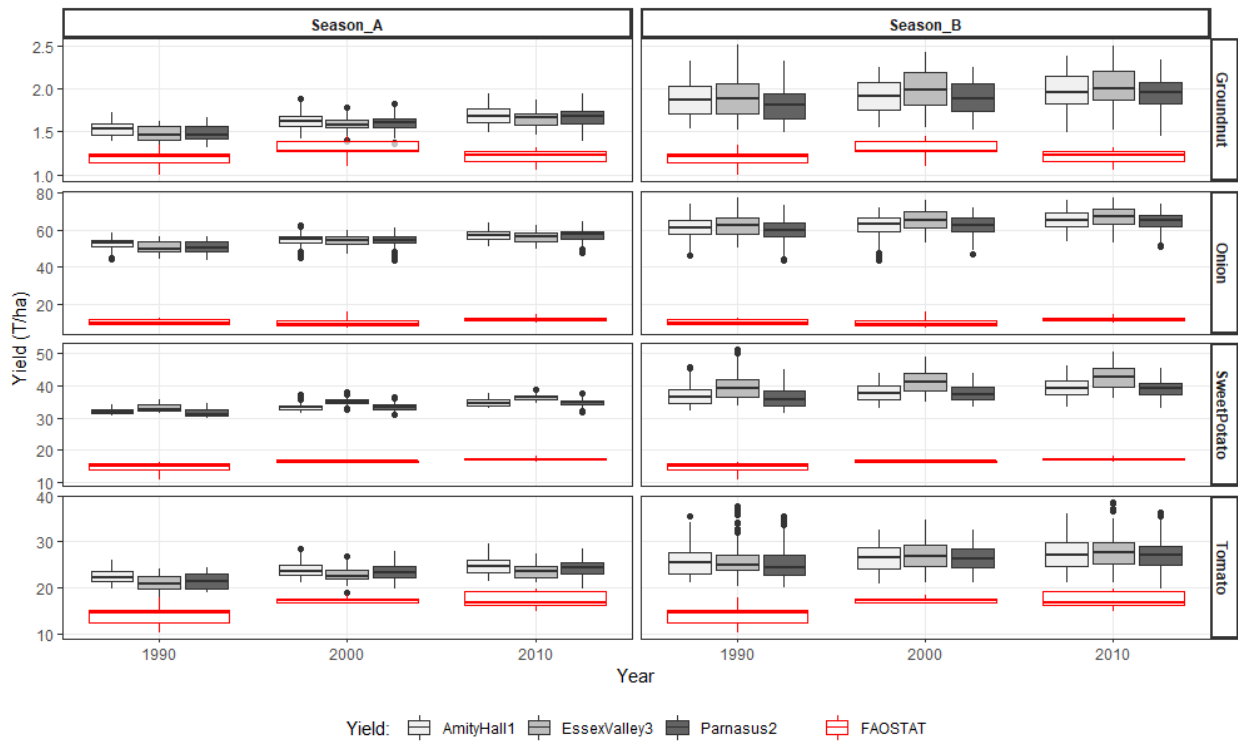 Season_A Season_B
2.5
2.0
1.5
1.0
Groundnut
80
60
40
20
Onion
50
40
30
20
10
SweetPotato
40
30
20
10
Tomato
Yield (T/ha)
1990 2000 2010 1990 2000 2010
Year
Yield: AmityHall1 EssexValley3 Parnasus2 FAOSTAT